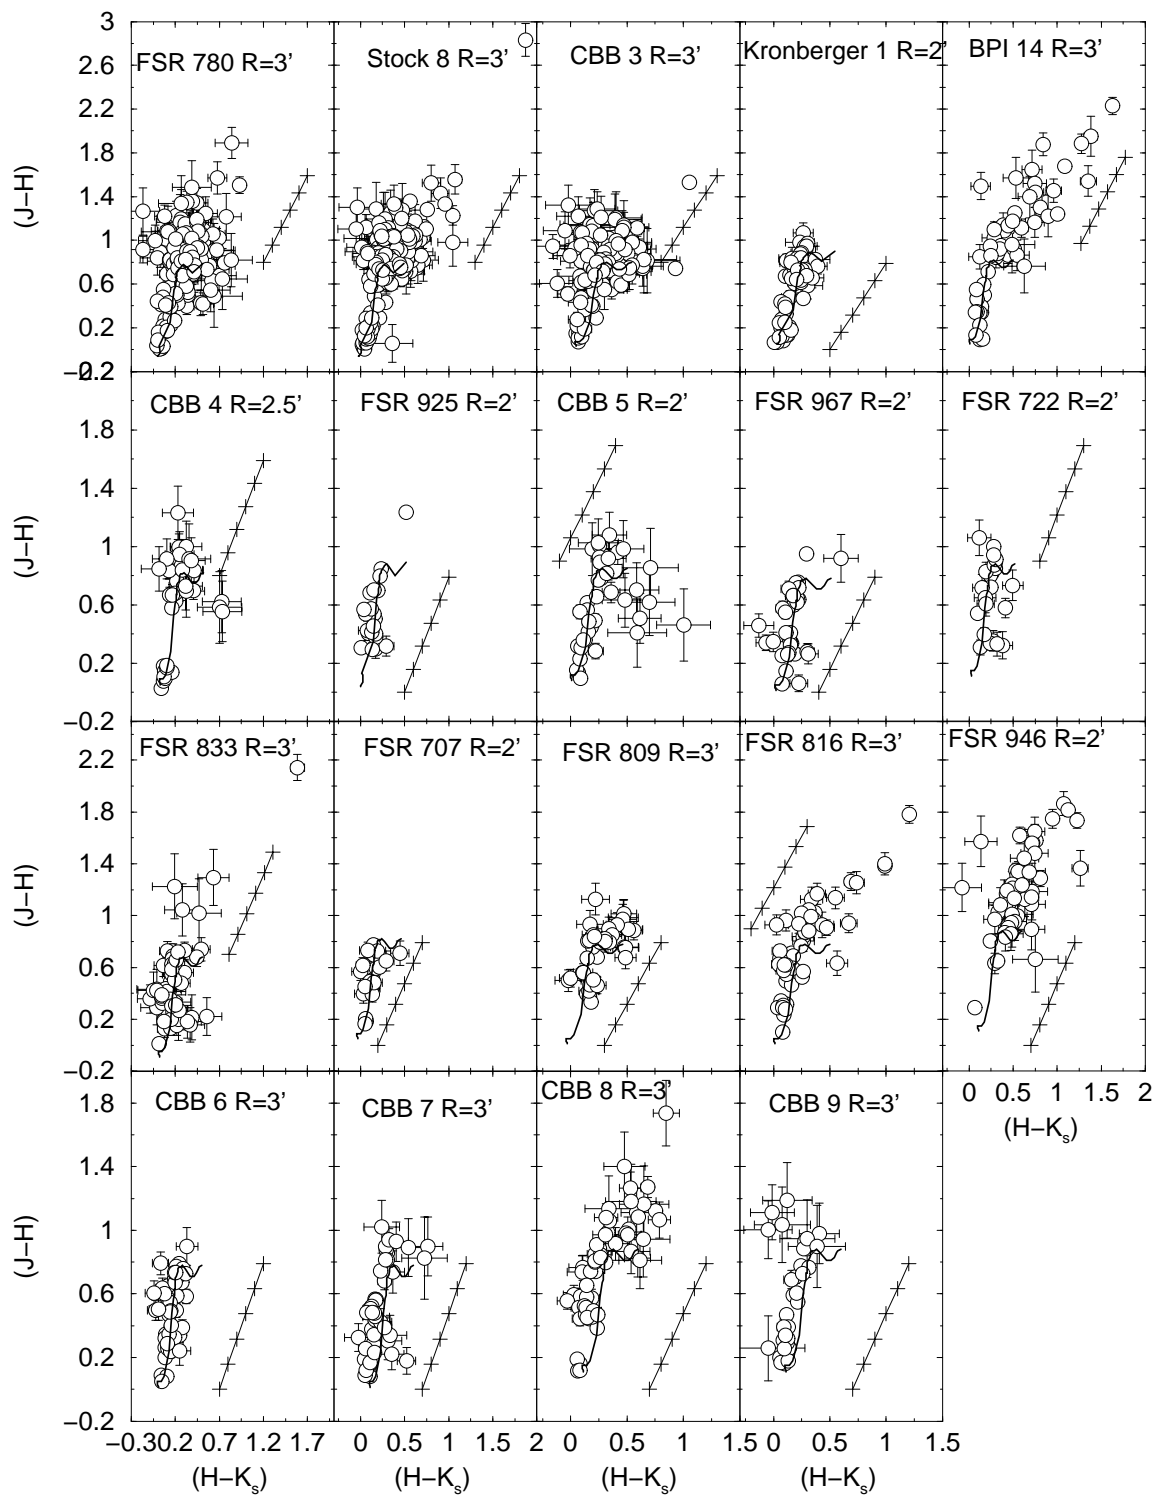 3
2.6
2.2
1.8
1.4
1
0.6
0.2
−0.2
(J−H)
FSR 780 R=3’
Stock 8 R=3’
CBB 3 R=3’
Kronberger 1 R=2’
BPI 14 R=3’
2.2
1.8
1.4
1
0.6
0.2
−0.2
(J−H)
CBB 4 R=2.5’
FSR 925 R=2’
CBB 5 R=2’
FSR 967 R=2’
FSR 722 R=2’
2.2
1.8
1.4
1
0.6
0.2
−0.2
(J−H)
FSR 833 R=3’
FSR 707 R=2’
FSR 809 R=3’
FSR 816 R=3’
FSR 946 R=2’
0 0.5 1 1.5 2
(H−Ks)
1.8
1.4
1
0.6
0.2
−0.2
(J−H)
CBB 6 R=3’
CBB 7 R=3’
CBB 8 R=3’
CBB 9 R=3’
−0.3 0.2 0.7 1.2 1.7
0 0.5 1 1.5 2
0 0.5 1 1.5
0 0.5 1 1.5
(H−Ks)
(H−Ks)
(H−Ks)
(H−Ks)